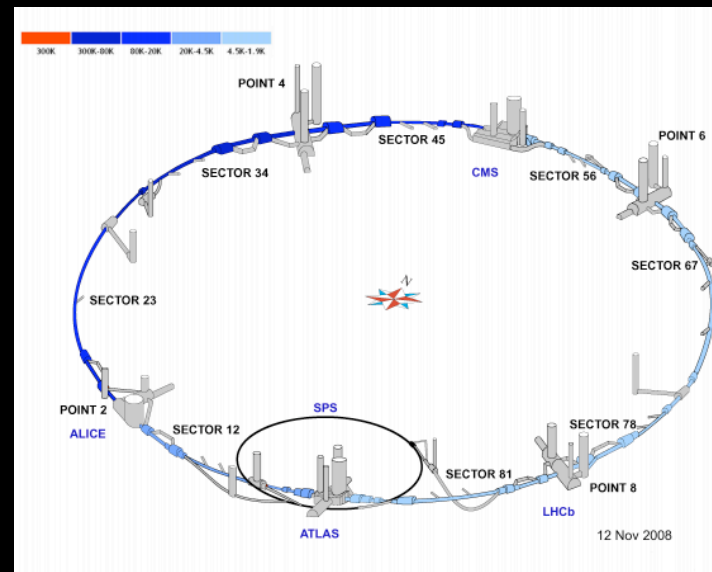 300K 300K-80K 80K-20K 20K-4.5K 4.5K-1.9K
POINT 4
SECTOR 45
POINT 6
CMS
SECTOR 56
SECTOR 34
SECTOR 67
N
SECTOR 23
SPS
POINT 2
ALICE
SECTOR 12
SECTOR 78
SECTOR 81
POINT 8
LHCb
ATLAS
12 Nov 2008